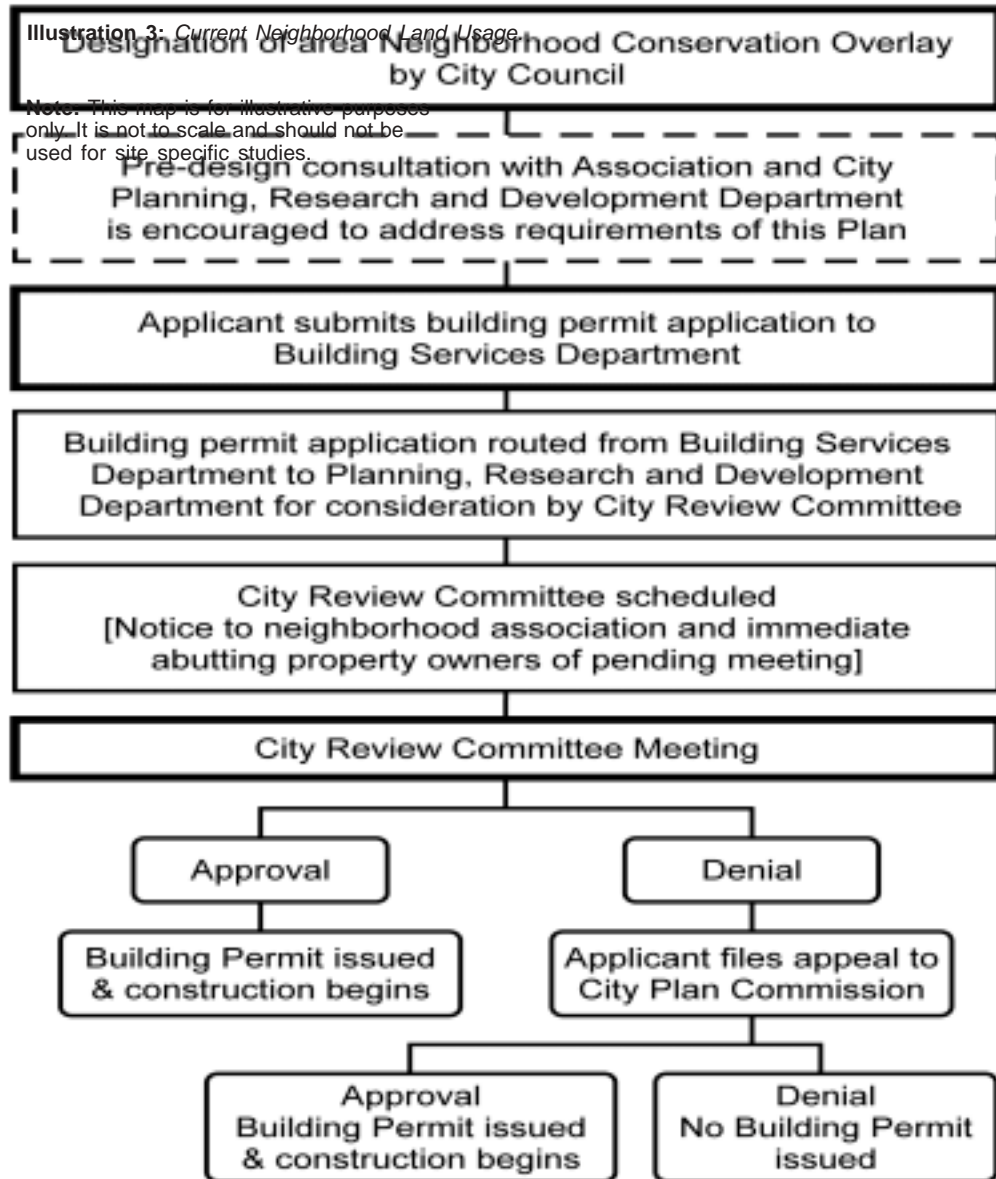 Illustration 3: Current Neighborhood Land Usage.
Designation of area Neighborhood Conservation Overlay
by City Council
Note: This map is for illustrative purposes
only. It is not to scale and should not be
used for site specific studies.
Pre-design consultation with Association and City
Planning, Research and Development Department
is encouraged to address requirements of this Plan
Applicant submits building permit application to
Building Services Department
Building permit application routed from Building Services
Department to Planning, Research and Development
Department for consideration by City Review Committee
City Review Committee scheduled
[Notice to neighborhood association and immediate
abutting property owners of pending meeting]
City Review Committee Meeting
Approval
Denial
Building Permit issued
& construction begins
Applicant files appeal to
City Plan Commission
Approval
Building Permit issued
& construction begins
Denial
No Building Permit
issued